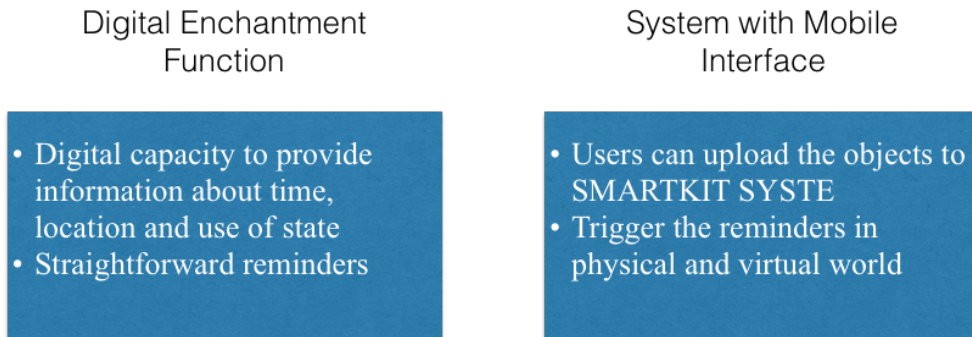 Digital Enchantment
Function
• Digital capacity to provide
information about time,
location and use of state
• Straightforward reminders
System with Mobile
Interface
• Users can upload the objects to
SMARTKIT SYSTE
• Trigger the reminders in
physical and virtual world